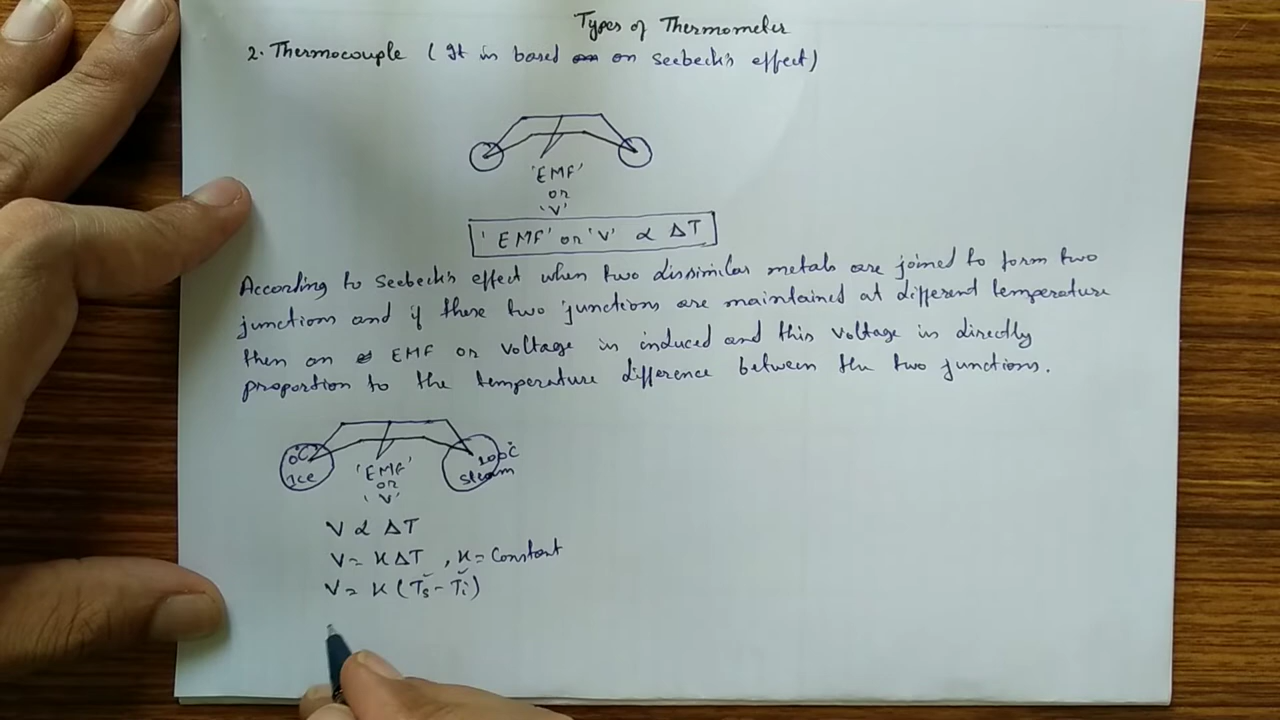 Types of Thermometer
2. Thermocouple (It is based on seebeck's effect)
'EMF'
or
'V'
'EMF' or 'V' ∝ ΔT
According to seebeck's effect when two dissimilar metals are joined to form two
junctions and if these two junctions are maintained at different temperature
then an EMF or voltage is induced and this voltage is directly
proportion to the temperature difference between the two junctions.
0°C
Ice
'EMF'
or
'V'
100°C
steam
V ∝ ΔT
V = K ΔT , K = Constant
V = K (Ts - Ti)